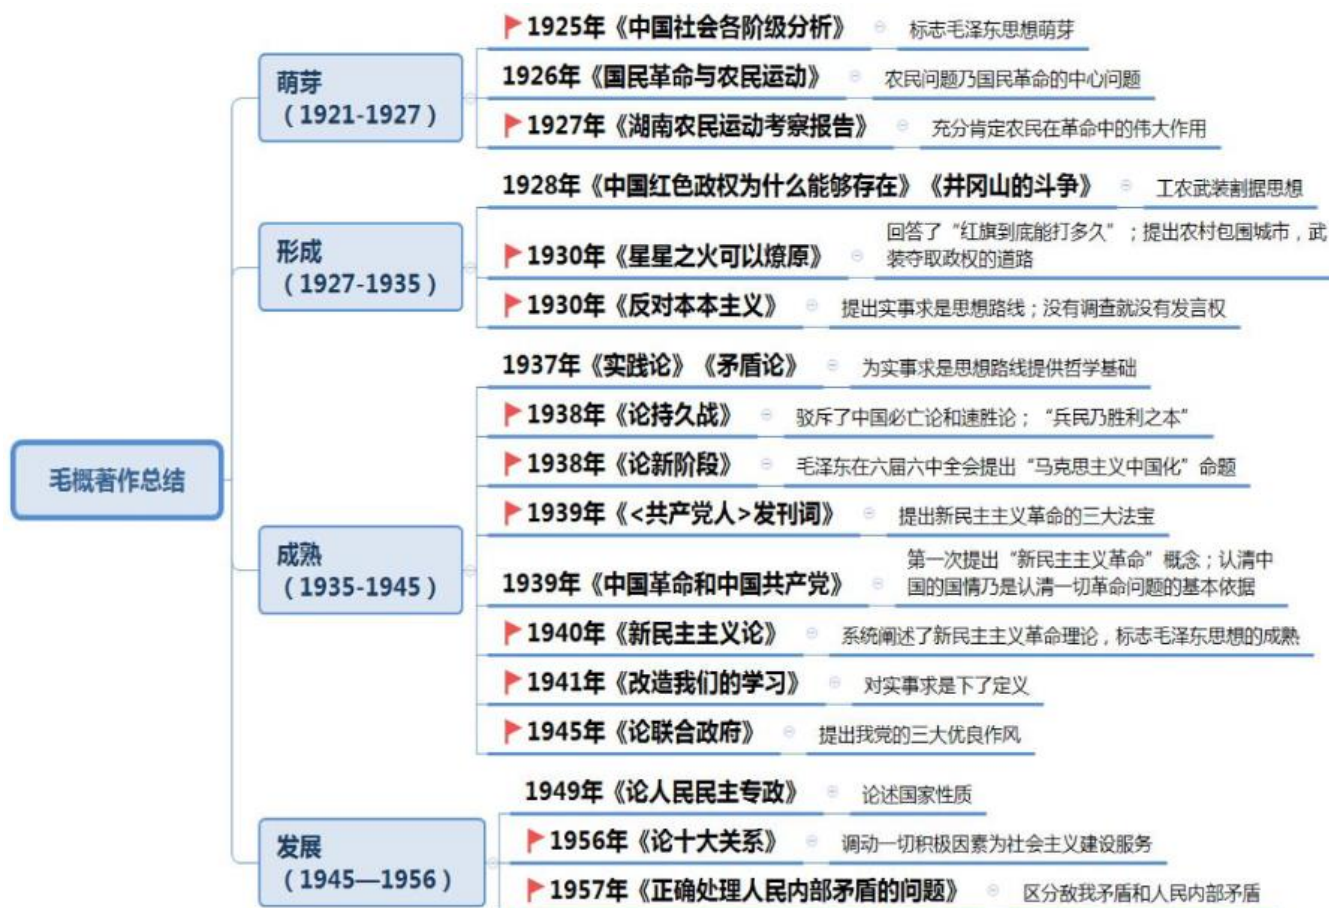 毛概著作总结
萌芽
（1921-1927）
1925年《中国社会各阶级分析》 标志毛泽东思想萌芽
1926年《国民革命与农民运动》 农民问题乃国民革命的中心问题
1927年《湖南农民运动考察报告》 充分肯定农民在革命中的伟大作用
形成
（1927-1935）
1928年《中国红色政权为什么能够存在》《井冈山的斗争》 工农武装割据思想
1930年《星星之火可以燎原》 回答了“红旗到底能打多久”；提出农村包围城市，武
装夺取政权的道路
1930年《反对本本主义》 提出实事求是思想路线；没有调查就没有发言权
成熟
（1935-1945）
1937年《实践论》《矛盾论》 为实事求是思想路线提供哲学基础
1938年《论持久战》 驳斥了中国必亡论和速胜论；“兵民乃胜利之本”
1938年《论新阶段》 毛泽东在六届六中全会提出“马克思主义中国化”命题
1939年《<共产党人>发刊词》 提出新民主主义革命的三大法宝
1939年《中国革命和中国共产党》 第一次提出“新民主主义革命”概念；认清中
国的国情乃是认清一切革命问题的基本依据
1940年《新民主主义论》 系统阐述了新民主主义革命理论，标志毛泽东思想的成熟
1941年《改造我们的学习》 对实事求是下了定义
1945年《论联合政府》 提出我党的三大优良作风
发展
（1945—1956）
1949年《论人民民主专政》 论述国家性质
1956年《论十大关系》 调动一切积极因素为社会主义建设服务
1957年《正确处理人民内部矛盾的问题》 区分敌我矛盾和人民内部矛盾